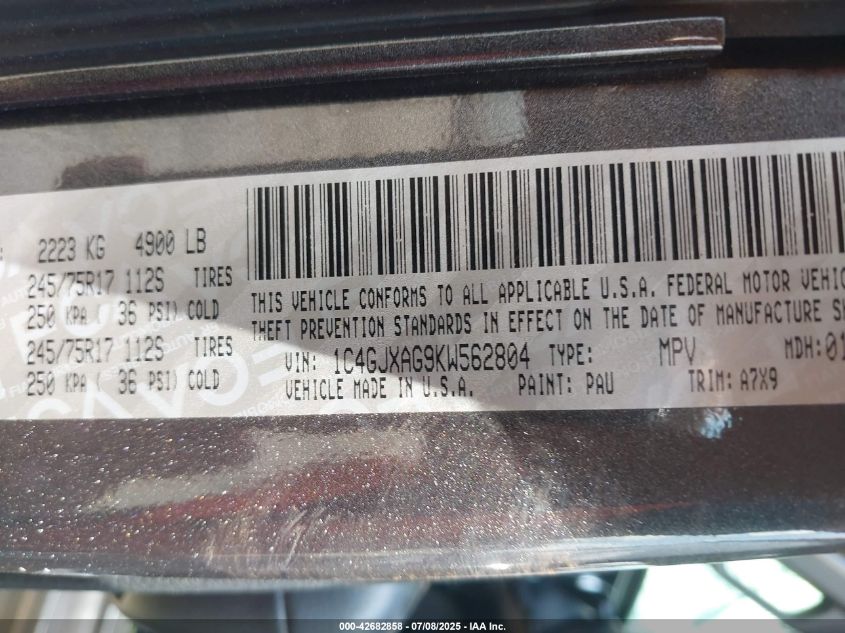 2223 KG 4900 LB
245/75R17 112S TIRES
250 KPA ( 36 PSI) COLD
245/75R17 112S TIRES
250 KPA ( 36 PSI) COLD
THIS VEHICLE CONFORMS TO ALL APPLICABLE U.S.A. FEDERAL MOTOR VEHIC
THEFT PREVENTION STANDARDS IN EFFECT ON THE DATE OF MANUFACTURE SH
VIN: 1C4GJXAG9KW562804 TYPE: MPV MDH:01
VEHICLE MADE IN U.S.A. PAINT: PAU TRIM: A7X9
000-42682858 | 07/08/2025 - IAA Inc.